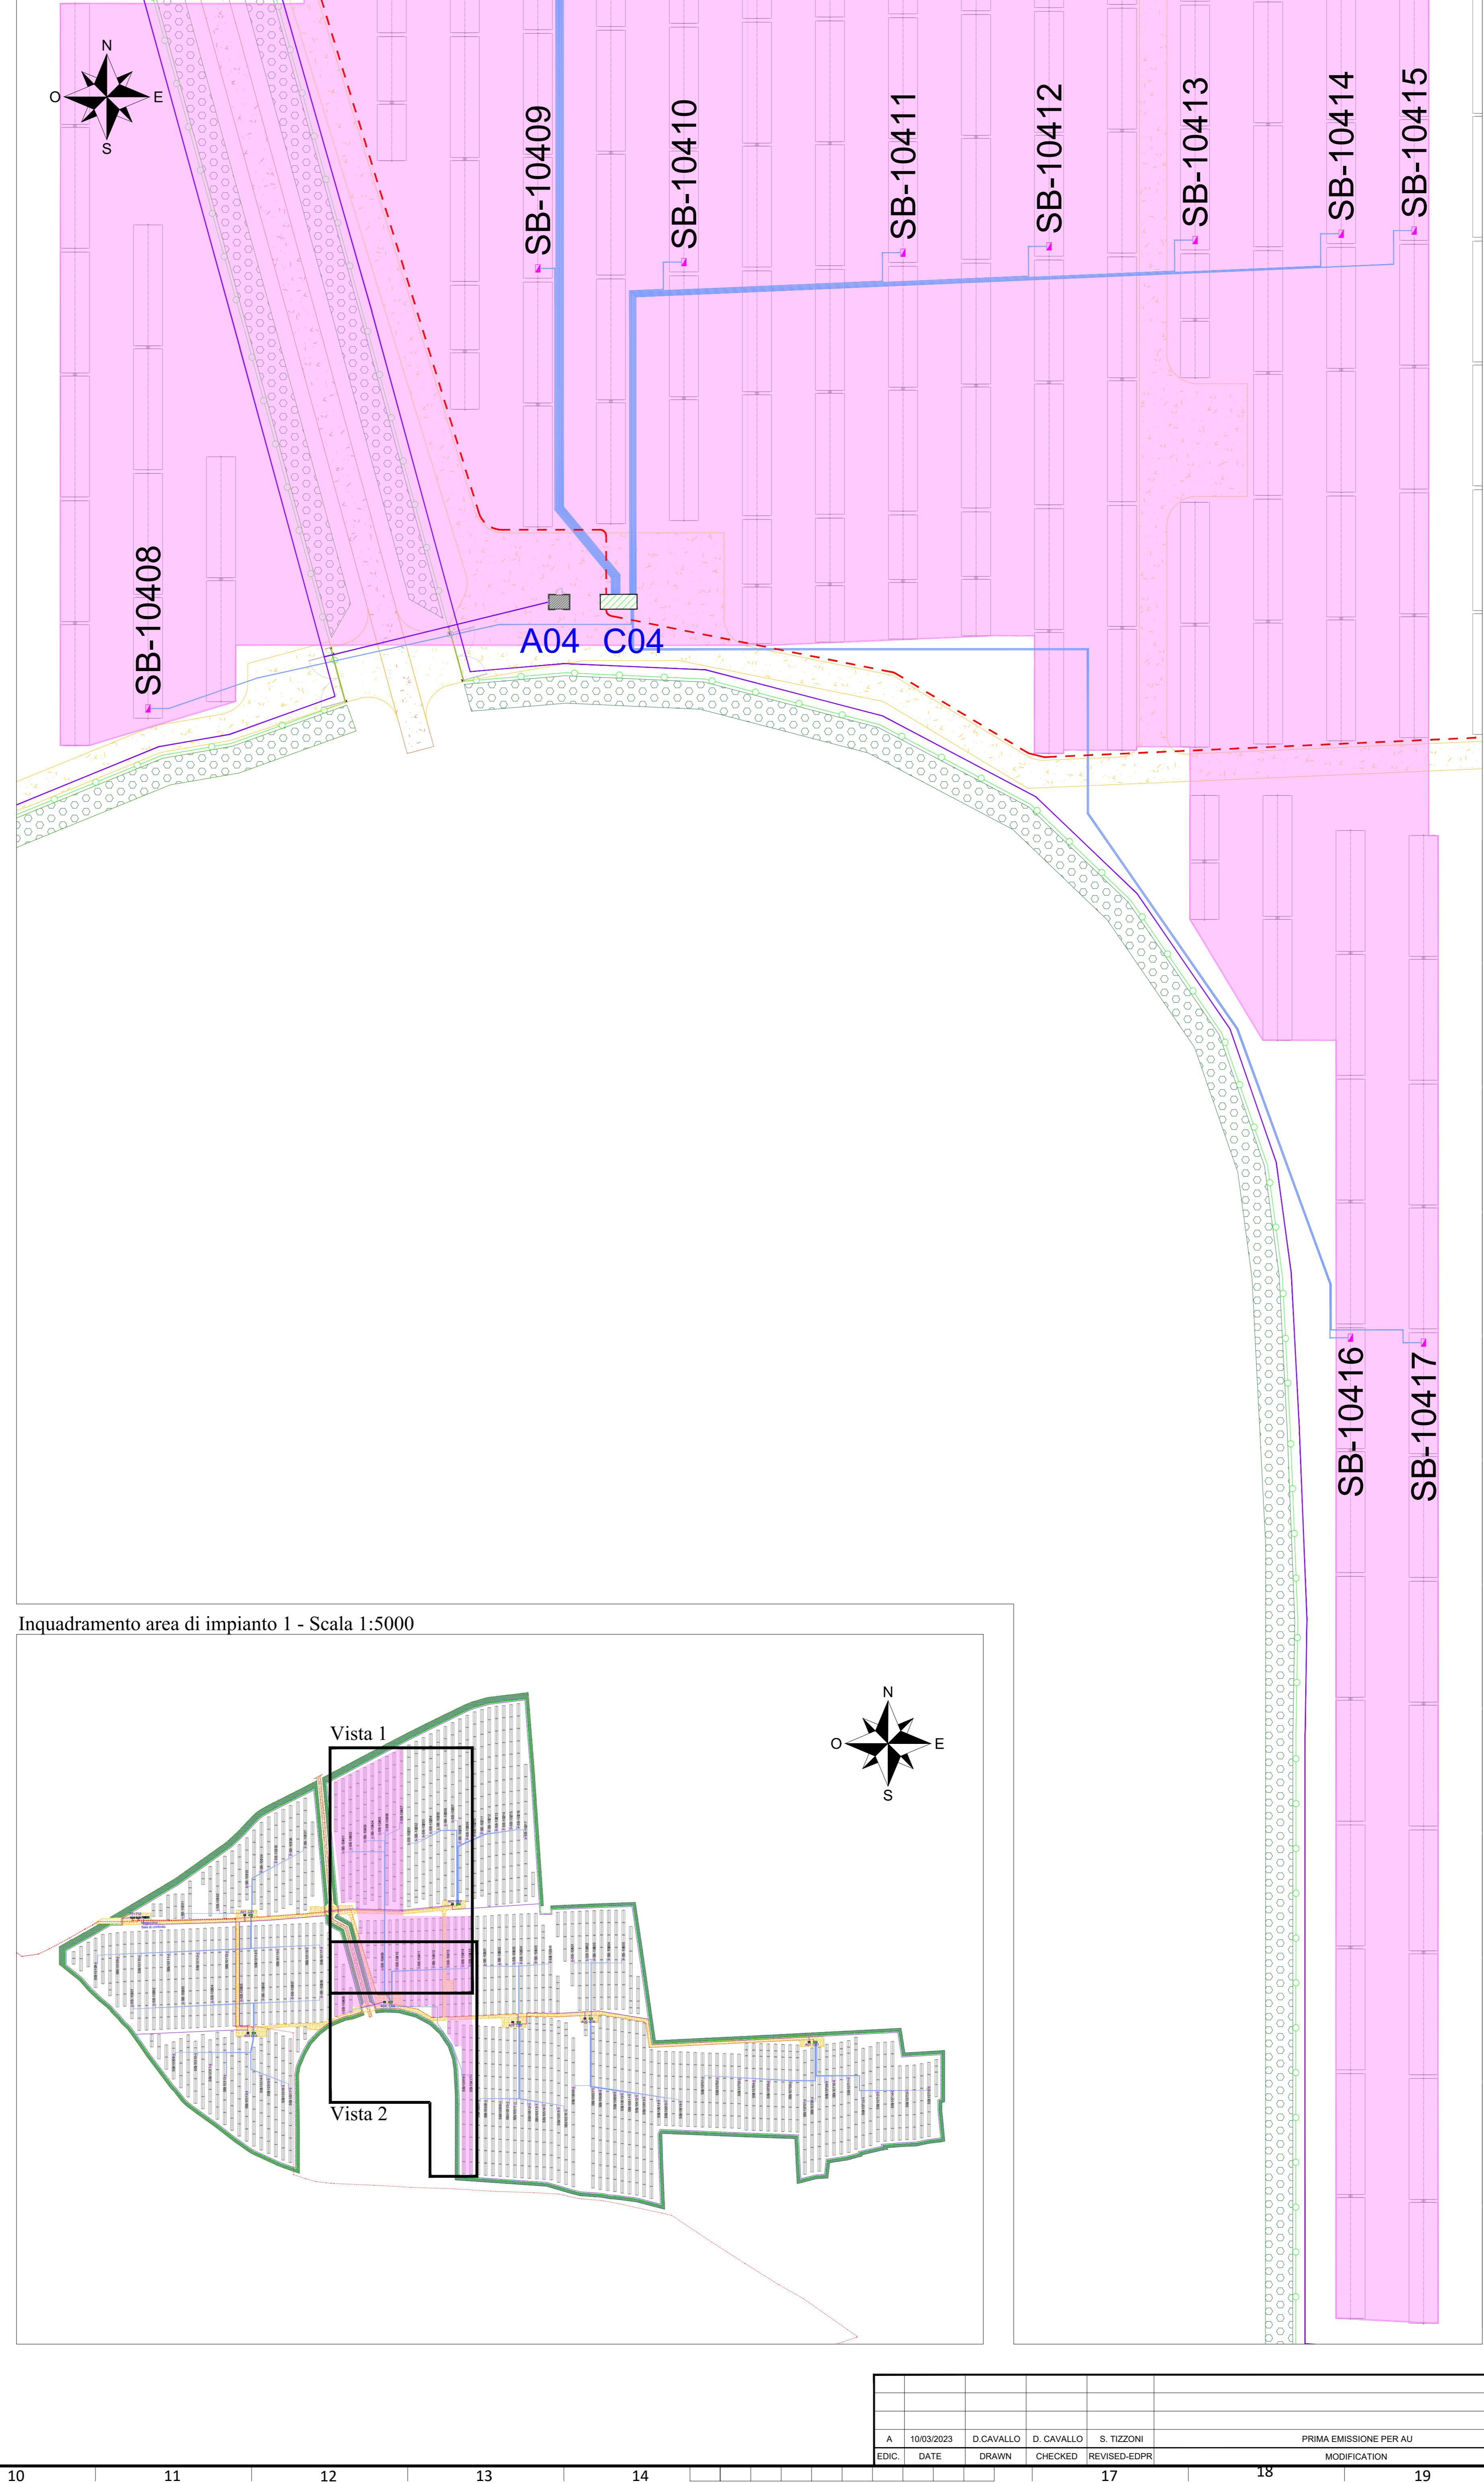 N
O
E
S
SB-10408
SB-10409
SB-10410
SB-10411
SB-10412
SB-10413
SB-10414
SB-10415
A04
C04
SB-10416
SB-10417
Inquadramento area di impianto 1 - Scala 1:5000
N
O
E
S
Vista 1
Vista 2
A 10/03/2023 D.CAVALLO D. CAVALLO S. TIZZONI PRIMA EMISSIONE PER AU
EDIC. DATE DRAWN CHECKED REVISED-EDPR MODIFICATION
10 11 12 13 14 17 18 19